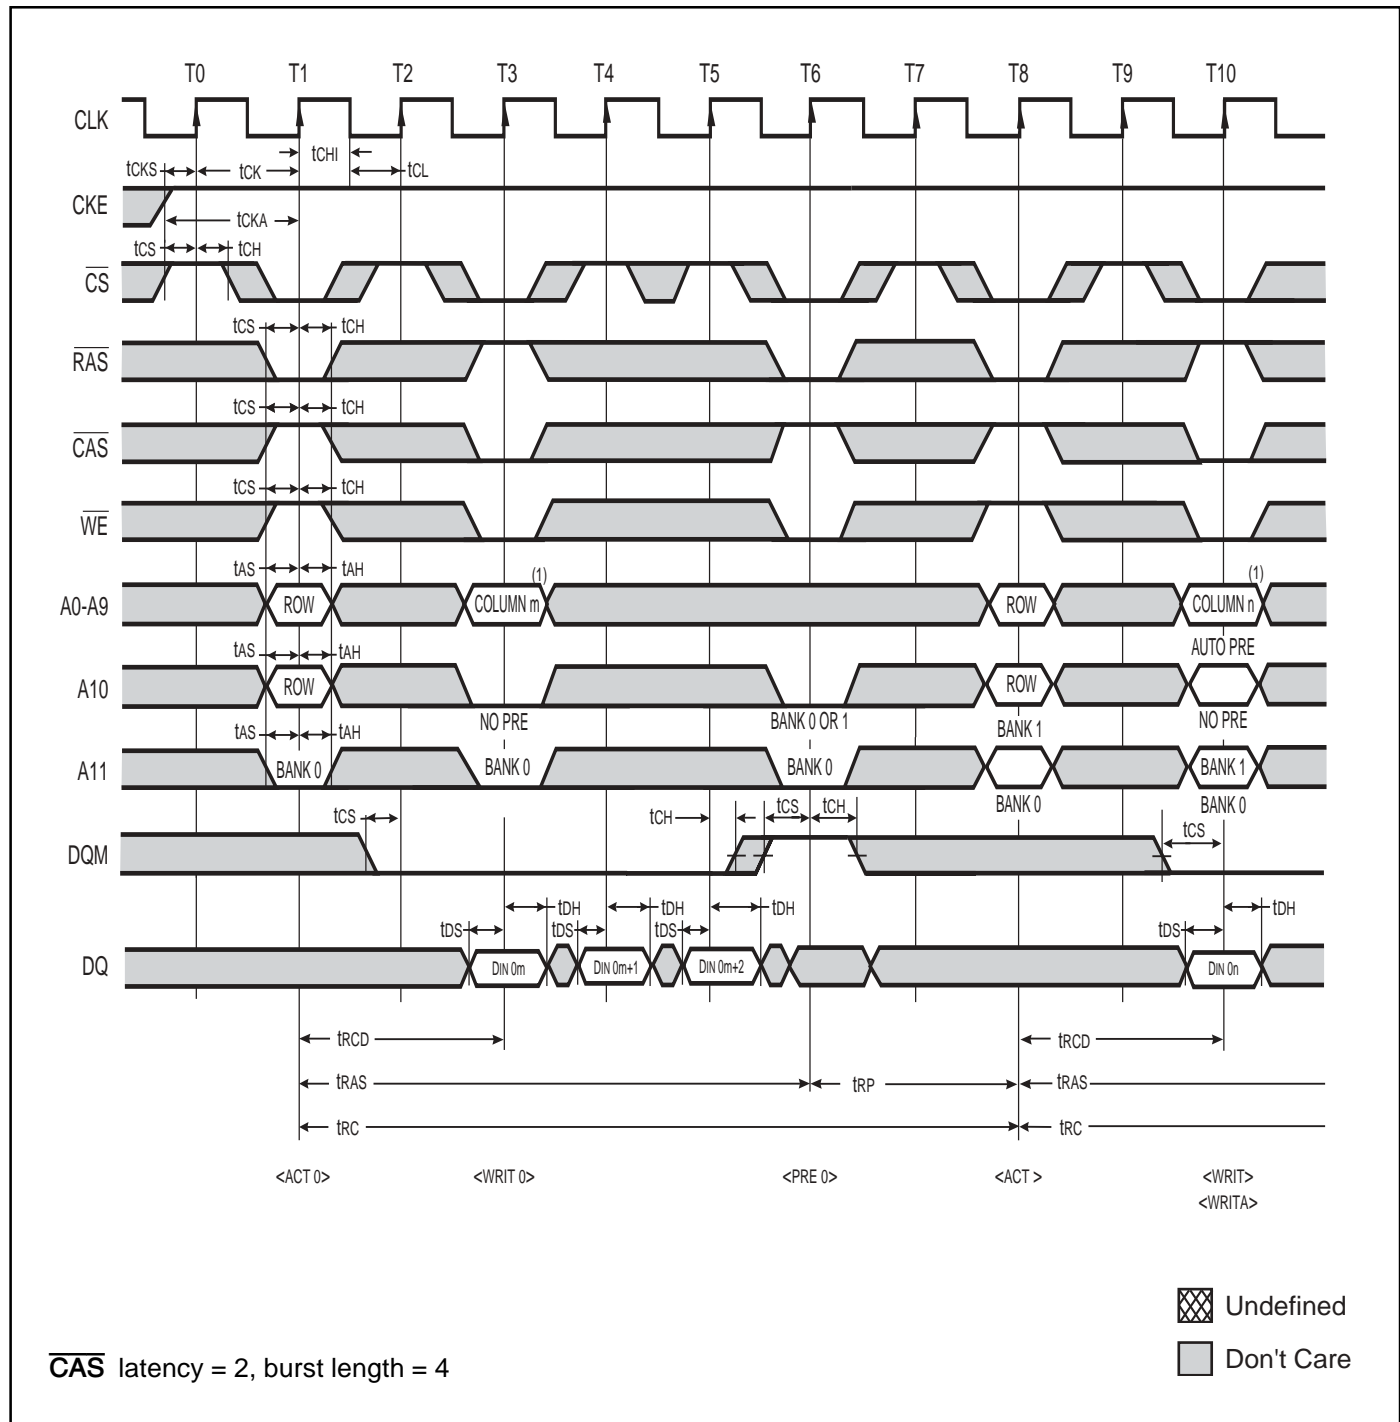 T0 T1 T2 T3 T4 T5 T6 T7 T8 T9 T10
CLK
tCHI
tCKS tCK tCL
CKE
tCKA
tCS tCH
CS
tCS tCH
RAS
tCS tCH
CAS
tCS tCH
WE
tAS tAH (1) (1)
A0-A9 ROW COLUMN m ROW COLUMN n
tAS tAH AUTO PRE
A10 ROW ROW
NO PRE BANK 0 OR 1 BANK 1 NO PRE
tAS tAH
A11 BANK 0 BANK 0 BANK 0 BANK 1
BANK 0 BANK 0
tCS tCH tCS tCH tCS
DQM
tDH tDH tDH tDH
tDS tDS tDS tDS
DQ DIN 0m DIN 0m+1 DIN 0m+2 DIN 0n
tRCD tRCD
tRAS tRP tRAS
tRC tRC
<ACT 0> <WRIT 0> <PRE 0> <ACT > <WRIT>
<WRITA>
Undefined
Don't Care
CAS latency = 2, burst length = 4